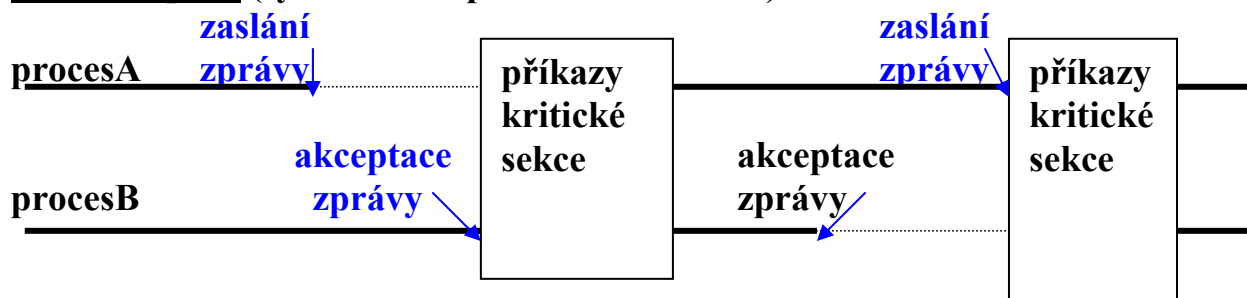 zaslání
zprávy
procesA
příkazy
kritické
sekce
zaslání
zprávy
příkazy
kritické
sekce
akceptace
zprávy
procesB
akceptace
zprávy